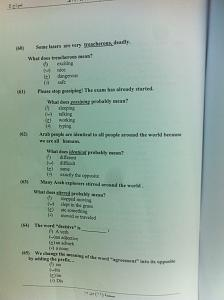 (60) Some lasers are very treacherous, deadly.
What does treacherous mean?
(أ) exciting
(ب) nice
(ج) dangerous
(د) safe
(61) Please stop gossiping! The exam has already started.
What does gossiping probably mean?
(أ) sleeping
(ب) talking
(ج) working
(د) typing
(62) Arab people are identical to all people around the world because
we are all humans.
What does identical probably mean?
(أ) different
(ب) difficult
(ج) same
(د) exactly the opposite
(63) Many Arab explorers stirred around the world .
What does stirred probably mean?
(أ) stopped moving
(ب) slept in the grass
(ج) ate something
(د) moved or traveled
(64) The word "decisive" is __________ !
(أ) A verb
(ب) an adjective
(ج) an adverb
(د) a noun
(65) We change the meaning of the word "agreement" into its opposite
by adding the prefix...
(د) Dis